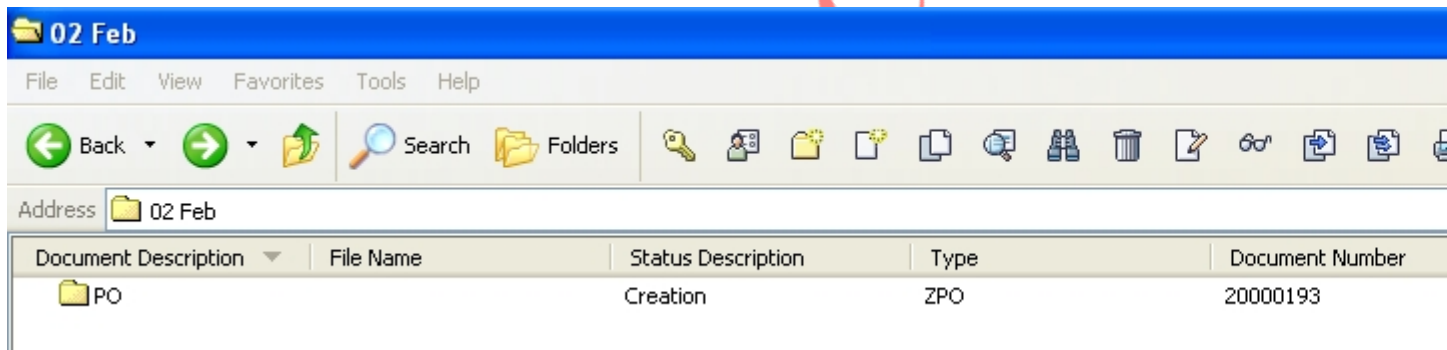 02 Feb
File Edit View Favorites Tools Help
Back Search Folders
Address 02 Feb
Document Description File Name Status Description Type Document Number
PO Creation ZPO 20000193